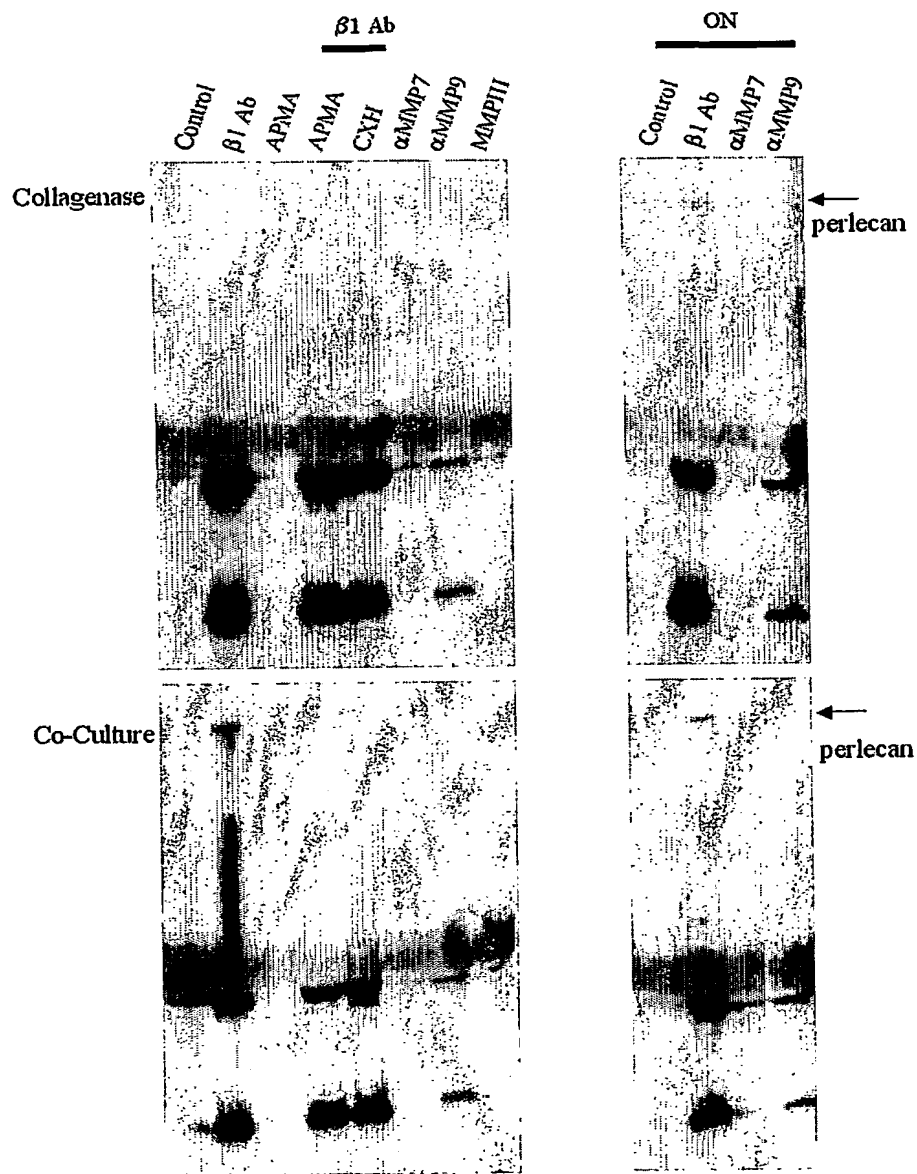 β1 Ab
ON
Control
β1 Ab
APMA
APMA
CXH
αMMP7
αMMP9
MMPIII
Control
β1 Ab
αMMP7
αMMP9
Collagenase
perlecan
Co-Culture
perlecan